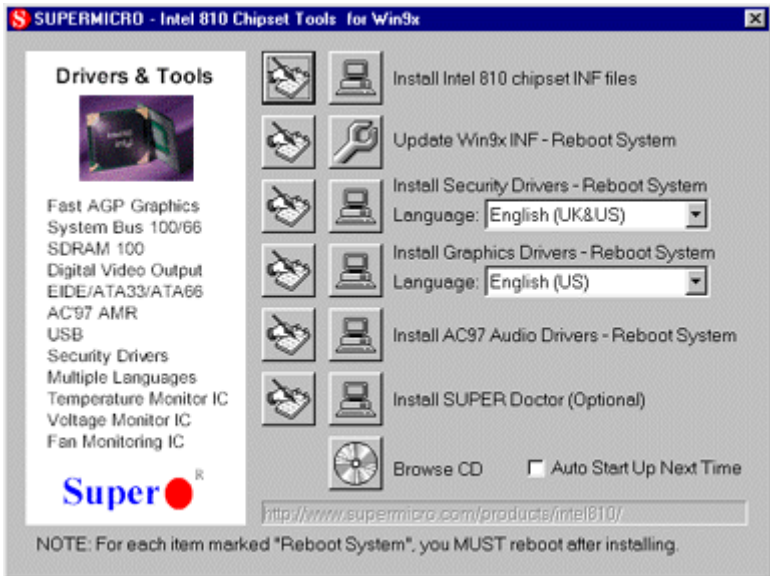 SUPERMICRO - Intel 810 Chipset Tools for Win9x
Drivers & Tools
Fast AGP Graphics
System Bus 100/66
SDRAM 100
Digital Video Output
EIDE/ATA33/ATA66
AC'97 AMR
USB
Security Drivers
Multiple Languages
Temperature Monitor IC
Voltage Monitor IC
Fan Monitoring IC
Super ®
Install Intel 810 chipset INF files
Update Win9x INF - Reboot System
Install Security Drivers - Reboot System
Language: English (UK&US)
Install Graphics Drivers - Reboot System
Language: English (US)
Install AC97 Audio Drivers - Reboot System
Install SUPER Doctor (Optional)
Browse CD Auto Start Up Next Time
http://www.supermicro.com/products/intel810/
NOTE: For each item marked "Reboot System", you MUST reboot after installing.